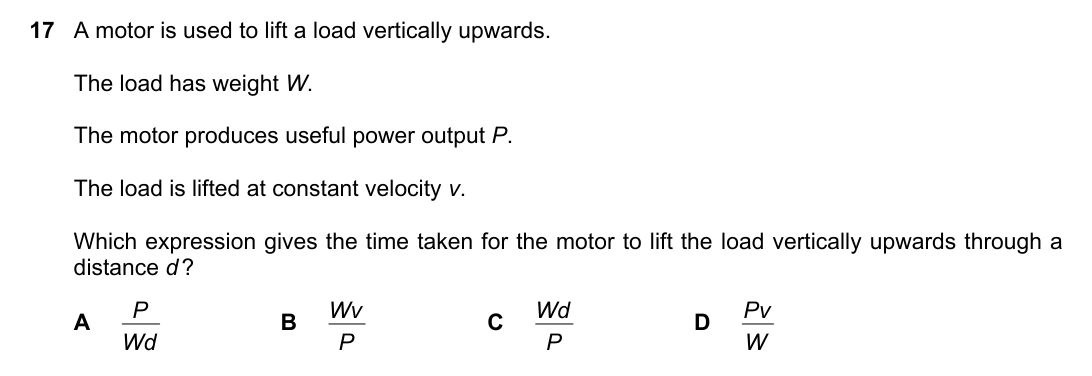 17 A motor is used to lift a load vertically upwards.
The load has weight W.
The motor produces useful power output P.
The load is lifted at constant velocity v.
Which expression gives the time taken for the motor to lift the load vertically upwards through a
distance d?
A P/Wd B Wv/P C Wd/P D Pv/W